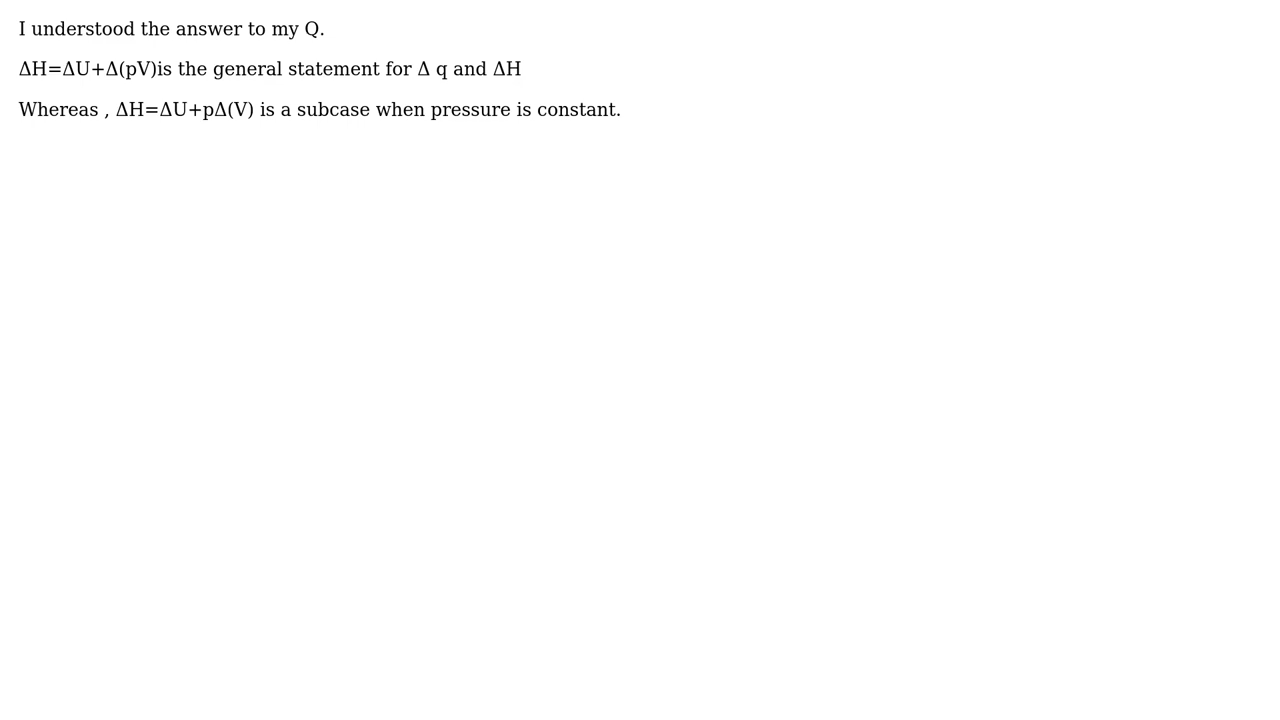 I understood the answer to my Q.
ΔH=ΔU+Δ(pV)is the general statement for Δ q and ΔH
Whereas , ΔH=ΔU+pΔ(V) is a subcase when pressure is constant.